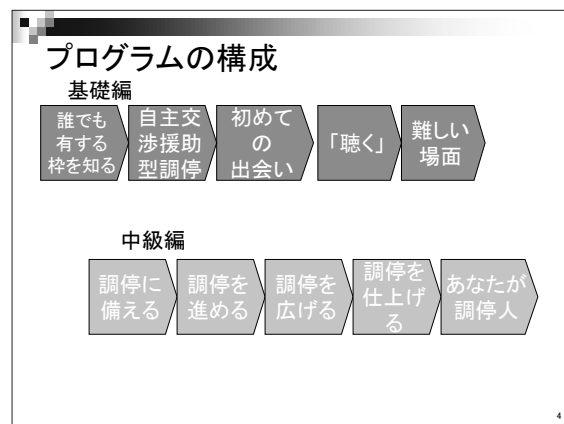 プログラムの構成
基礎編
誰でも
有する
枠を知る
自主交
渉援助
型調停
初めて
の
出会い
「聴く」
難しい
場面
中級編
調停に
備える
調停を
進める
調停を
広げる
調停を
仕上げ
る
あなたが
調停人
4